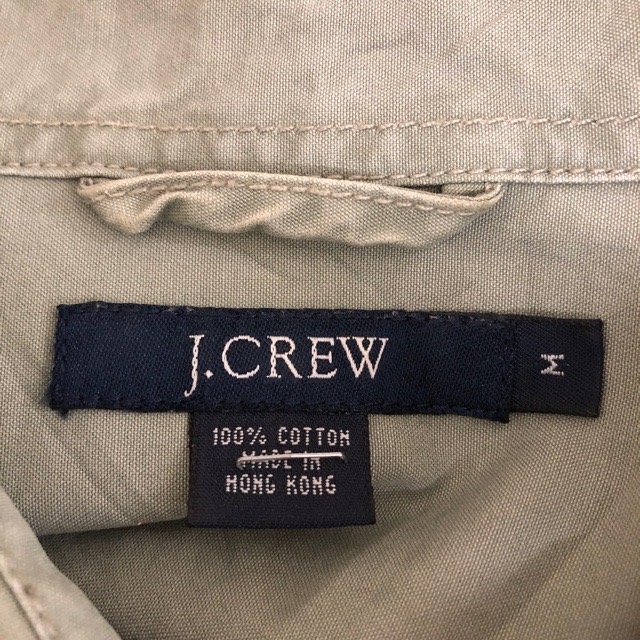 J.CREW
M
100% COTTON
MADE IN
HONG KONG